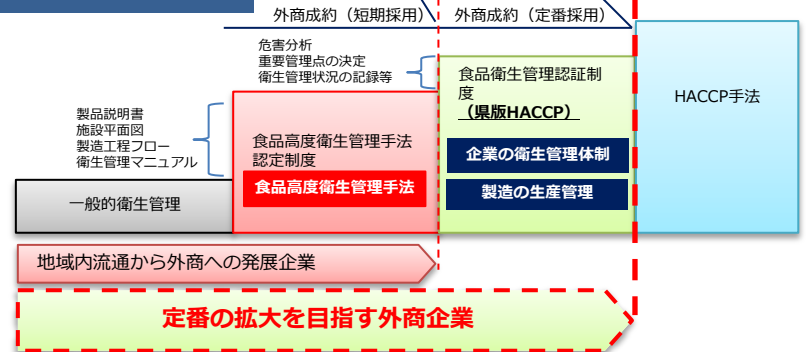 外商成約（短期採用）
外商成約（定番採用）
危害分析
重要管理点の決定
衛生管理状況の記録等
製品説明書
施設平面図
製造工程フロー
衛生管理マニュアル
一般的衛生管理
食品高度衛生管理手法
認定制度
食品高度衛生管理手法
食品衛生管理認証制
度
（県版HACCP）
企業の衛生管理体制
製造の生産管理
HACCP手法
地域内流通から外商への発展企業
定番の拡大を目指す外商企業